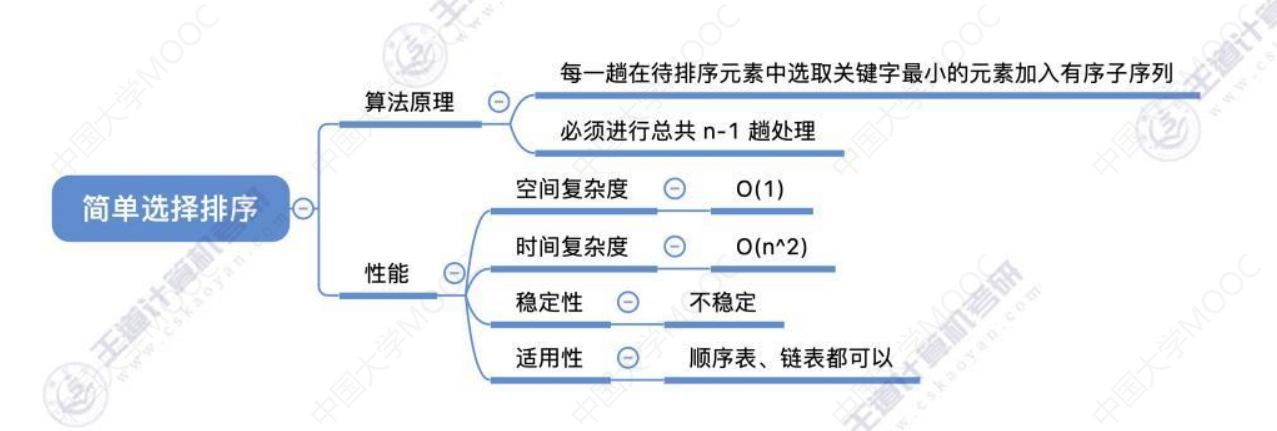 每一趟在待排序元素中选取关键字最小的元素加入有序子序列
算法原理
必须进行总共 n-1 趟处理
简单选择排序
空间复杂度
O(1)
时间复杂度
O(n^2)
性能
稳定性
不稳定
适用性
顺序表、链表都可以
中国大学MOOC
王道计算机考研
www.cskaoyan.com